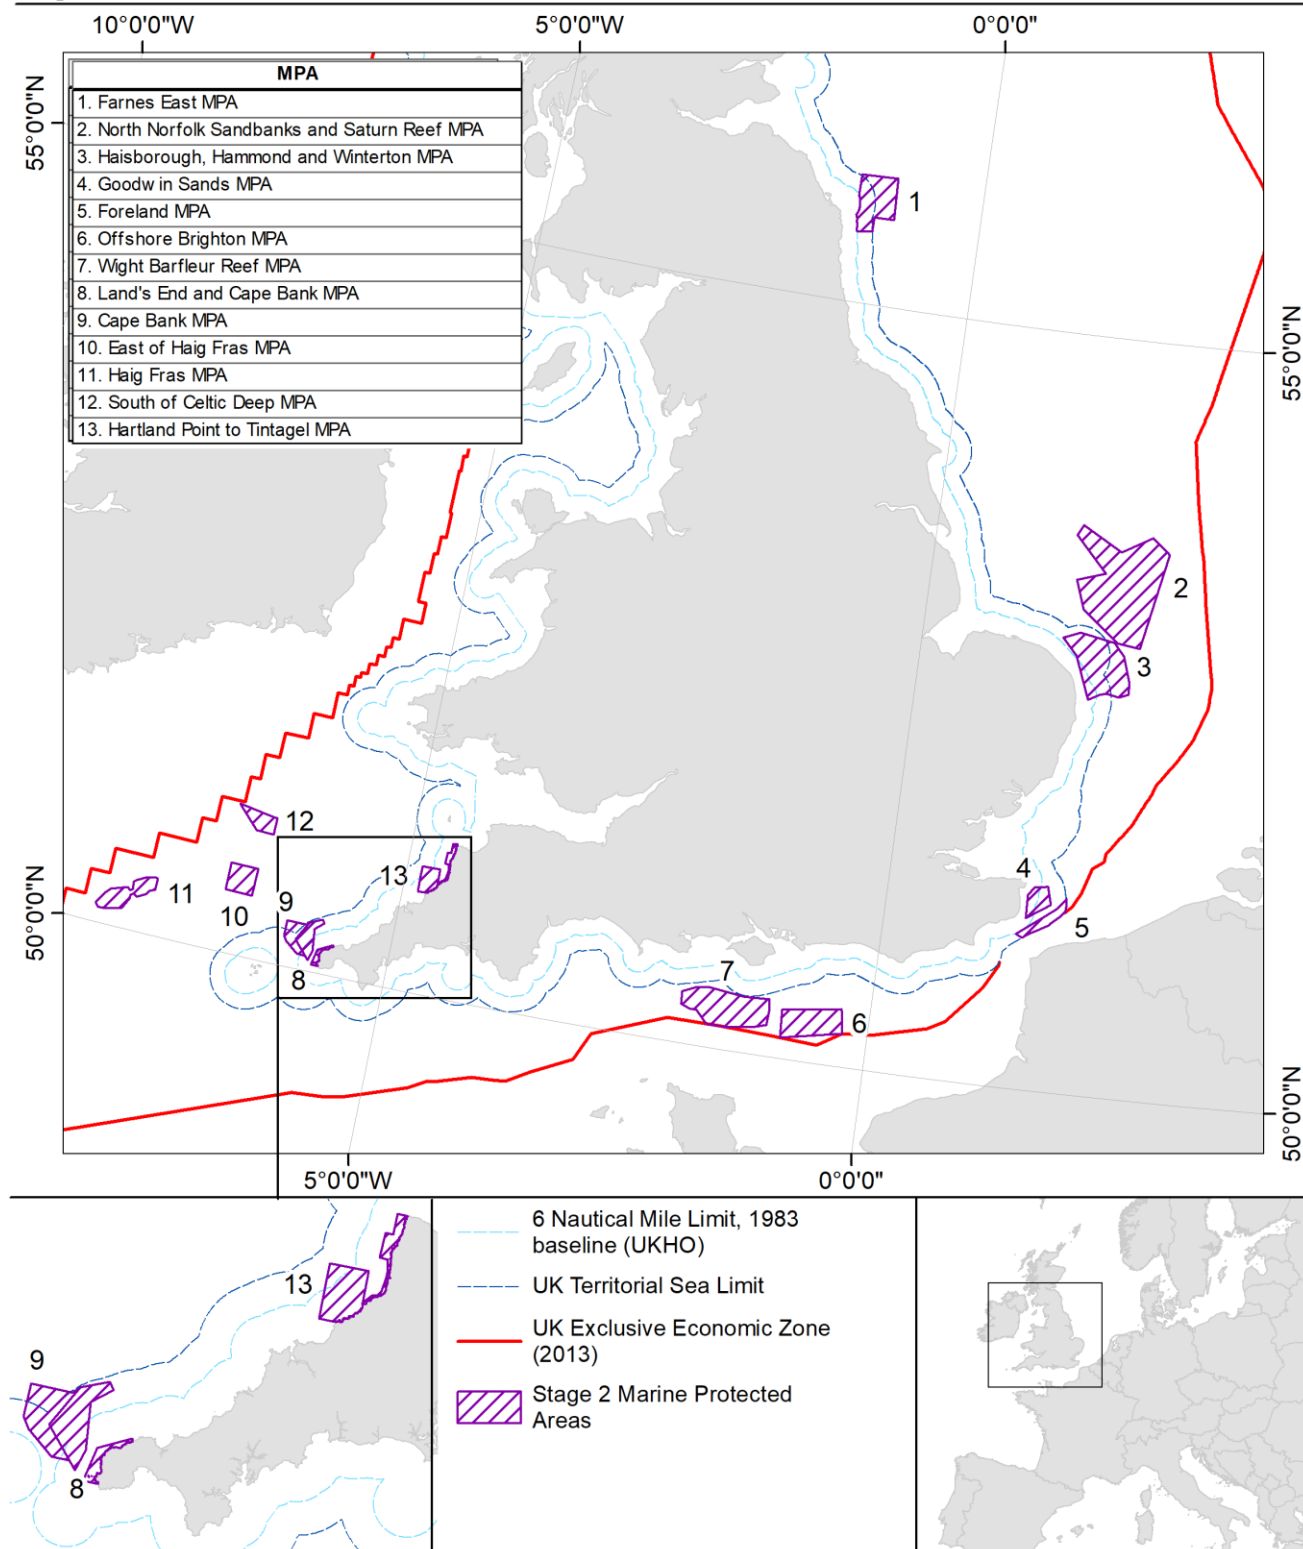 10°0'0"W
5°0'0"W
0°0'0"
55°0'0"N
MPA
1. Farnes East MPA
2. North Norfolk Sandbanks and Saturn Reef MPA
3. Haisborough, Hammond and Winterton MPA
4. Goodwin Sands MPA
5. Foreland MPA
6. Offshore Brighton MPA
7. Wight Barfleur Reef MPA
8. Land's End and Cape Bank MPA
9. Cape Bank MPA
10. East of Haig Fras MPA
11. Haig Fras MPA
12. South of Celtic Deep MPA
13. Hartland Point to Tintagel MPA
1
55°0'0"N
2
3
12
13
4
11
9
10
5
50°0'0"N
8
7
6
50°0'0"N
5°0'0"W
0°0'0"
13
9
8
6 Nautical Mile Limit, 1983
baseline (UKHO)
UK Territorial Sea Limit
UK Exclusive Economic Zone
(2013)
Stage 2 Marine Protected
Areas